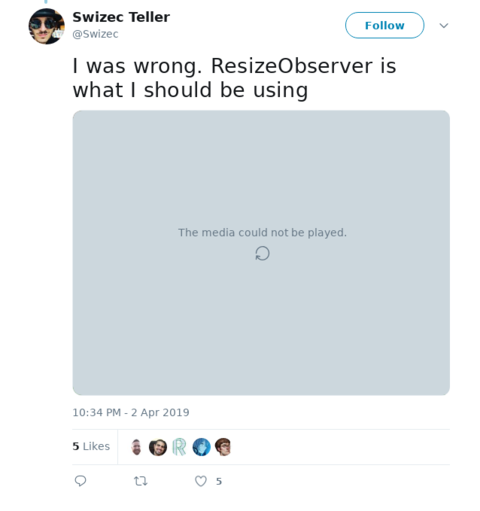 Swizec Teller
@Swizec
Follow
I was wrong. ResizeObserver is
what I should be using
The media could not be played.
10:34 PM - 2 Apr 2019
5 Likes
5